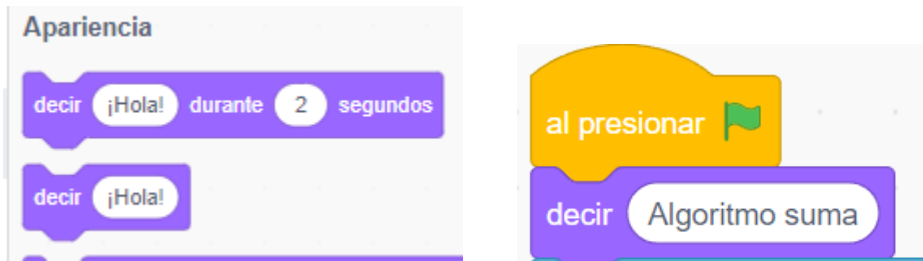 Apariencia
decir ¡Hola! durante 2 segundos
decir ¡Hola!
al presionar
decir Algoritmo suma